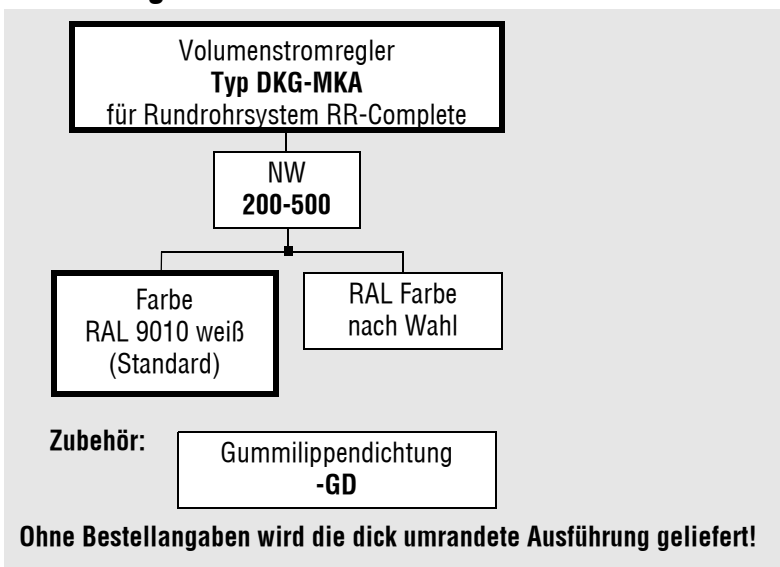 Volumenstromregler
Typ DKG-MKA
für Rundrohrsystem RR-Complete
NW
200-500
Farbe
RAL 9010 weiß
(Standard)
RAL Farbe
nach Wahl
Zubehör:
Gummilippendichtung
-GD
Ohne Bestellangaben wird die dick umrandete Ausführung geliefert!